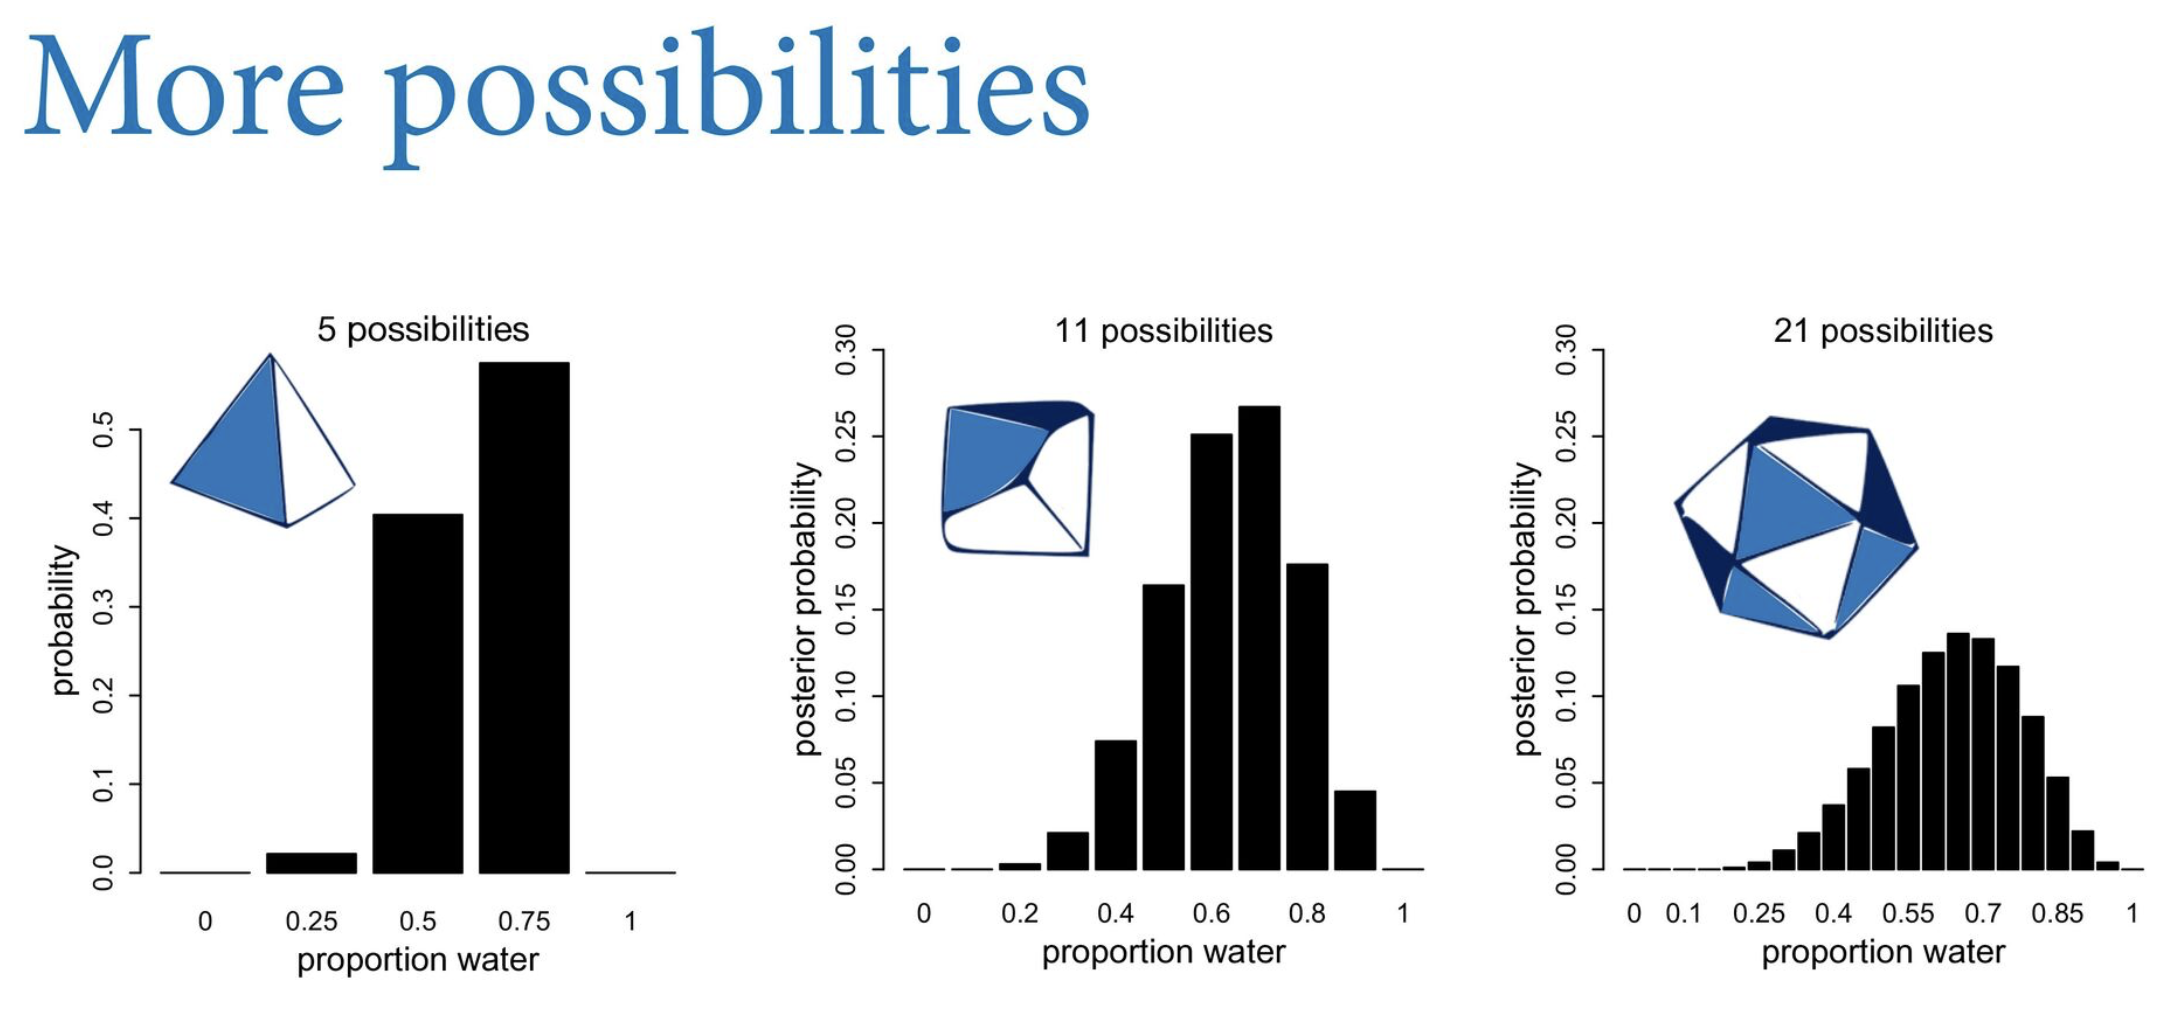 More possibilities
5 possibilities
probability
0.5
0.4
0.3
0.2
0.1
0.0
0 0.25 0.5 0.75 1
proportion water
11 possibilities
posterior probability
0.30
0.25
0.20
0.15
0.10
0.05
0.00
0 0.2 0.4 0.6 0.8 1
proportion water
21 possibilities
posterior probability
0.30
0.25
0.20
0.15
0.10
0.05
0.00
0 0.1 0.25 0.4 0.55 0.7 0.85 1
proportion water